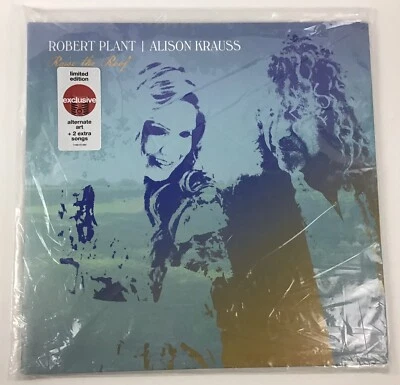 ROBERT PLANT | ALISON KRAUSS
Raise the Roof
limited
edition
exclusive
alternate
art
+ 2 extra
songs